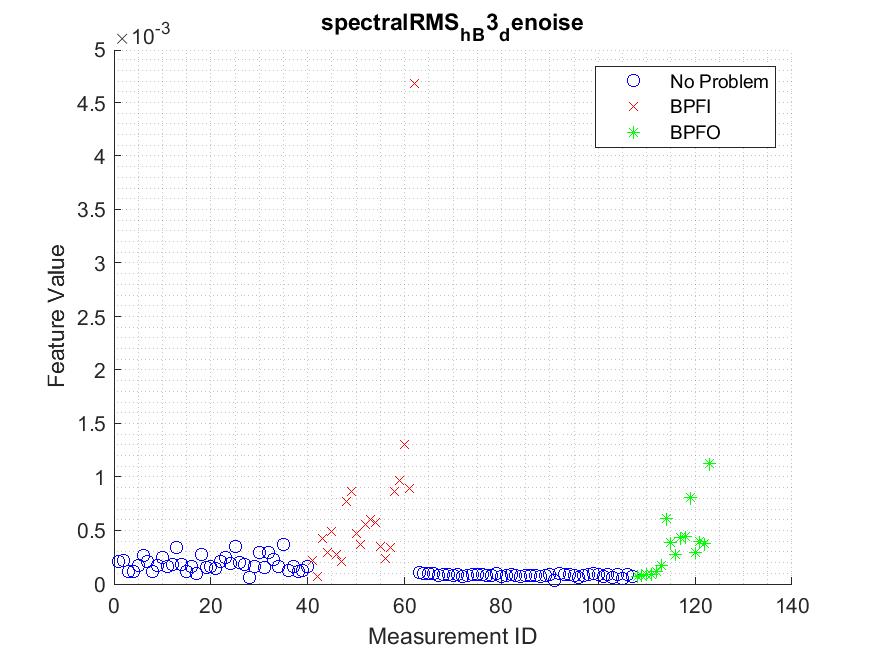 spectralRMS_hB3_denoise
×10^-3
5
4.5
4
3.5
3
2.5
2
1.5
1
0.5
0
Feature Value
No Problem
BPFI
BPFO
0 20 40 60 80 100 120 140
Measurement ID